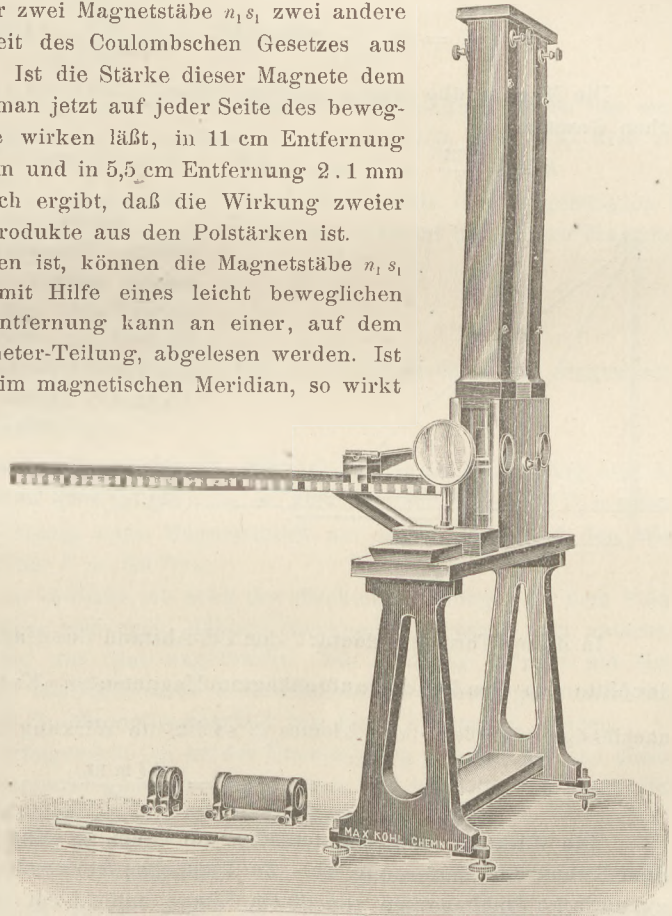 zwei Magnetstäbe n₁ s₁ zwei andere
des Coulombschen Gesetzes aus
Ist die Stärke dieser Magnete dem
man jetzt auf jeder Seite des beweg-
wirken läßt, in 11 cm Entfernung
und in 5,5 cm Entfernung 2 . 1 mm
ergibt, daß die Wirkung zweier
rodukte aus den Polstärken ist.
en ist, können die Magnetstäbe n₁ s₁
mit Hilfe eines leicht beweglichen
ntfernung kann an einer, auf dem
eter-Teilung, abgelesen werden. Ist
im magnetischen Meridian, so wirkt
MAX KOHL CHEMNITZ